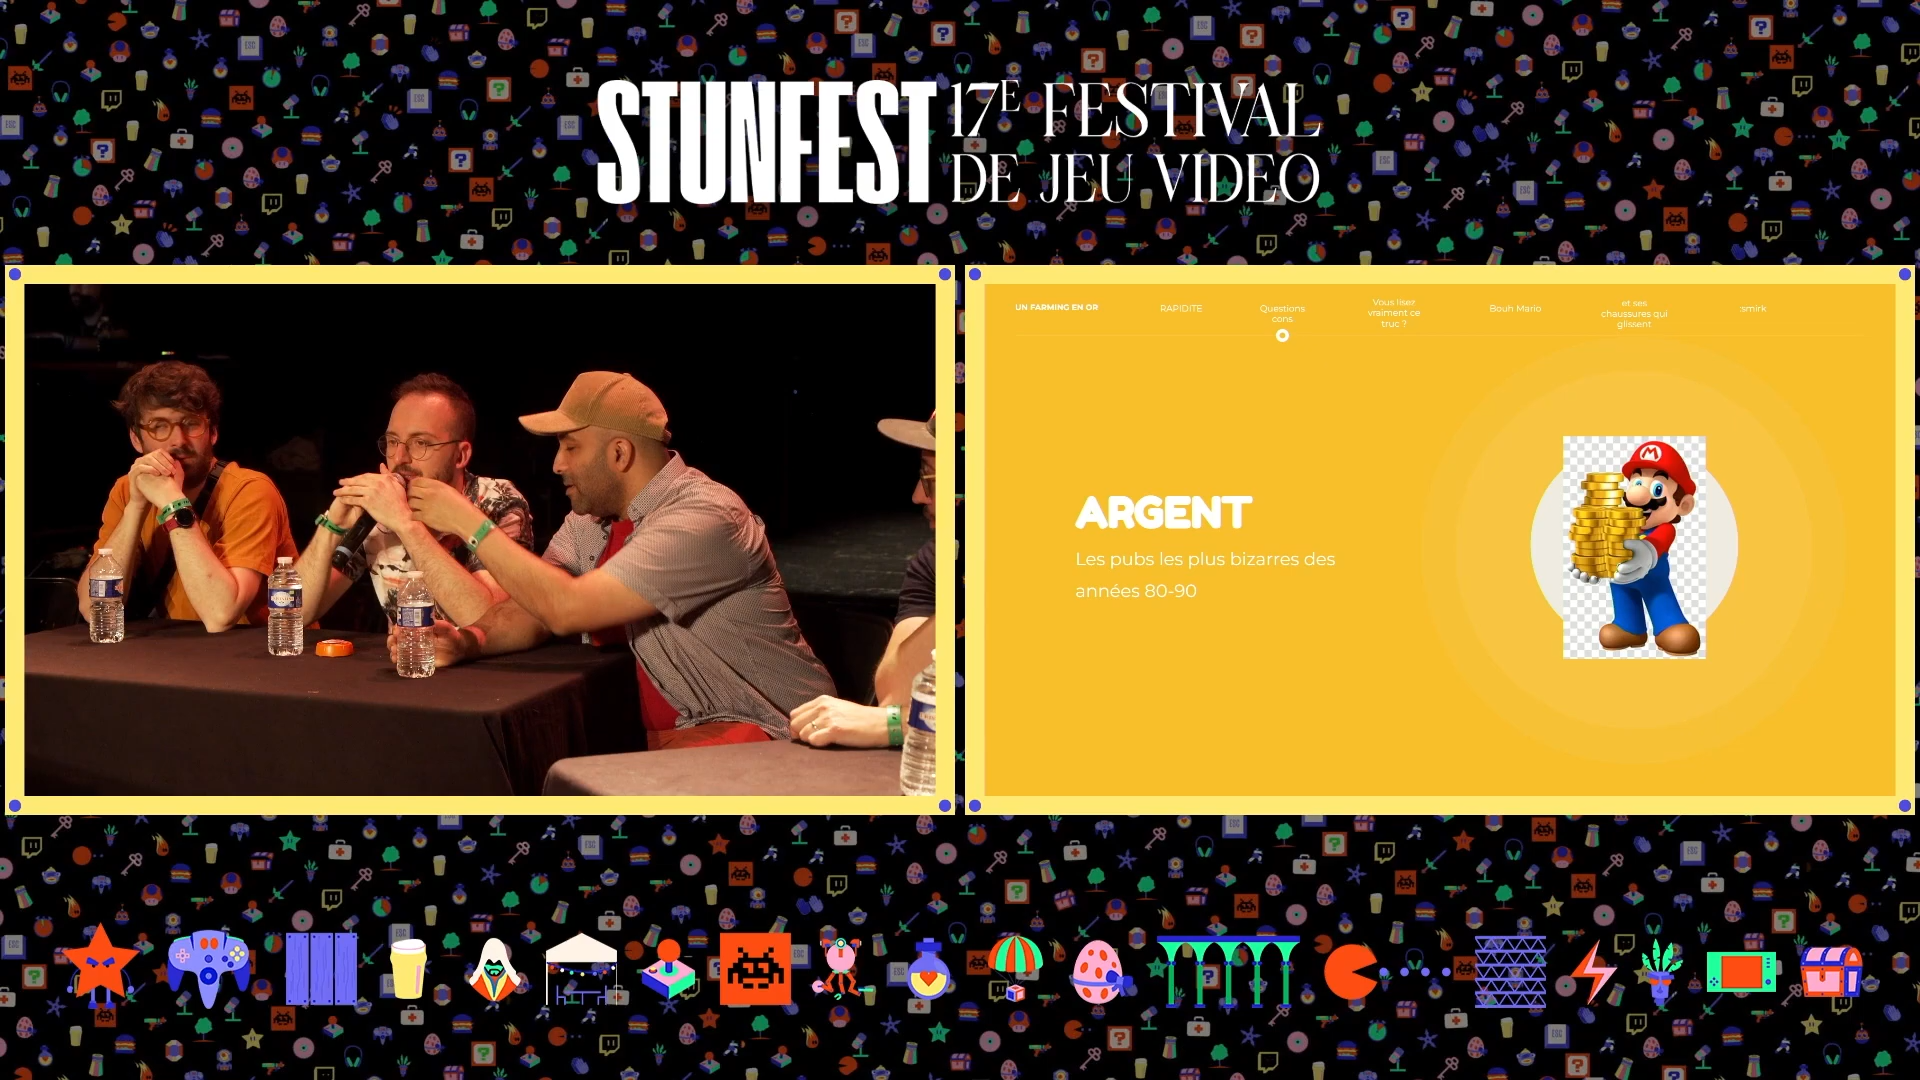 STUNFEST
17E FESTIVAL
DE JEU VIDEO
UN FARMING EN OR
RAPIDITE
Questions
cons
Vous lisez
vraiment ce
truc ?
Bouh Mario
et ses
chaussures qui
glissent
:smirk
ARGENT
Les pubs les plus bizarres des
années 80-90